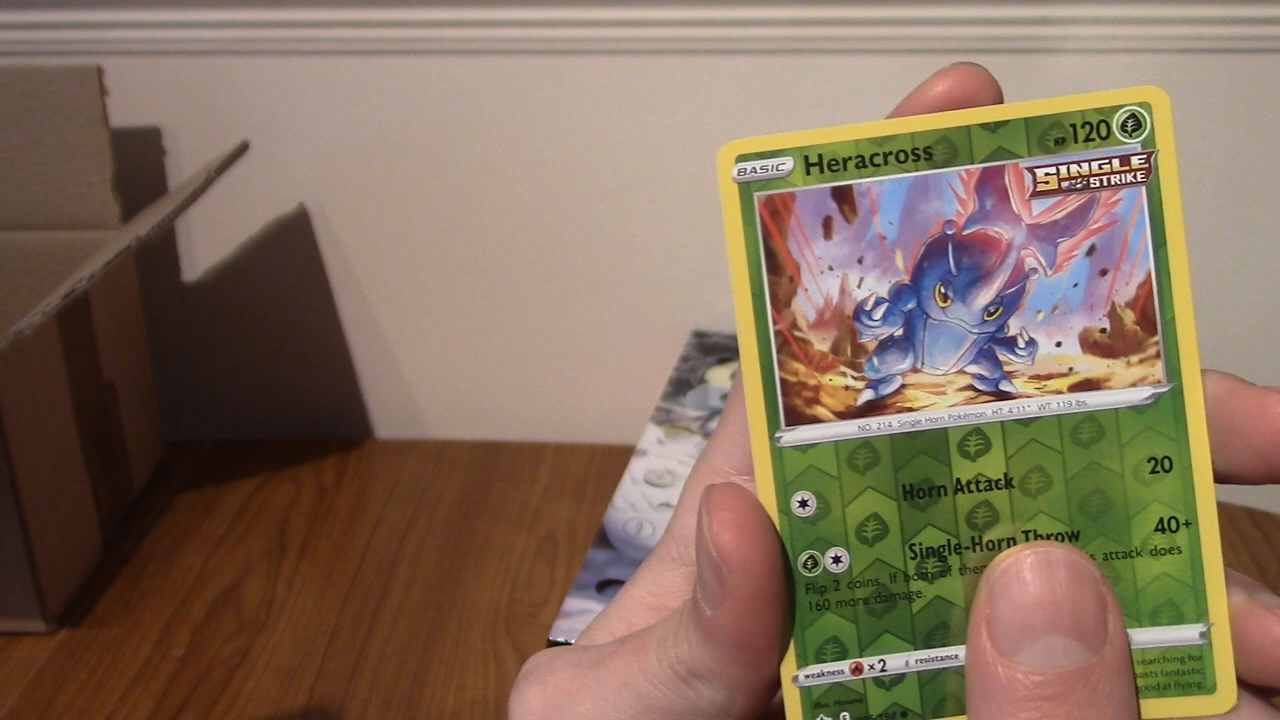 BASIC Heracross HP 120
SINGLE
STRIKE
NO. 214 Single Horn Pokémon HT: 4'11" WT: 119 lbs.
Horn Attack 20
Single-Horn Throw 40+
Flip 2 coins. If both of them attack does
160 more damage.
weakness ×2 resistance
searching for
fantastic
good at flying.
Illus.